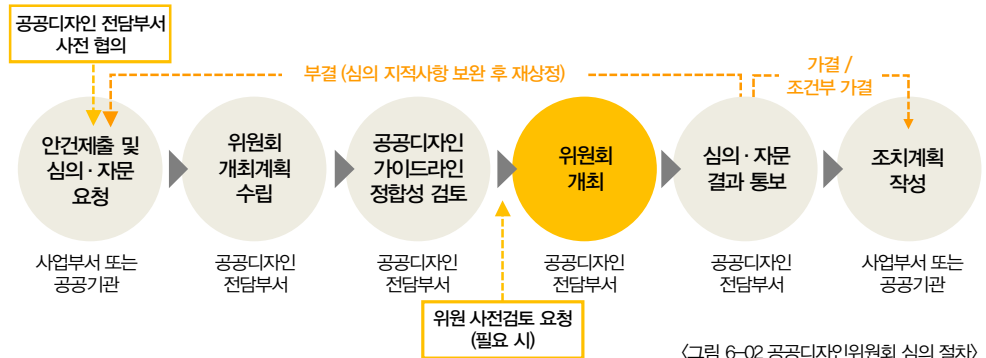 공공디자인 전담부서
사전 협의
부결 (심의 지적사항 보완 후 재상정)
가결 /
조건부 가결
안건제출 및
심의·자문
요청
위원회
개최계획
수립
공공디자인
가이드라인
정합성 검토
위원회
개최
심의·자문
결과 통보
조치계획
작성
사업부서 또는
공공기관
공공디자인
전담부서
공공디자인
전담부서
공공디자인
전담부서
공공디자인
전담부서
사업부서 또는
공공기관
위원 사전검토 요청
(필요 시)
〈그림 6-02 공공디자인위원회 심의 절차〉